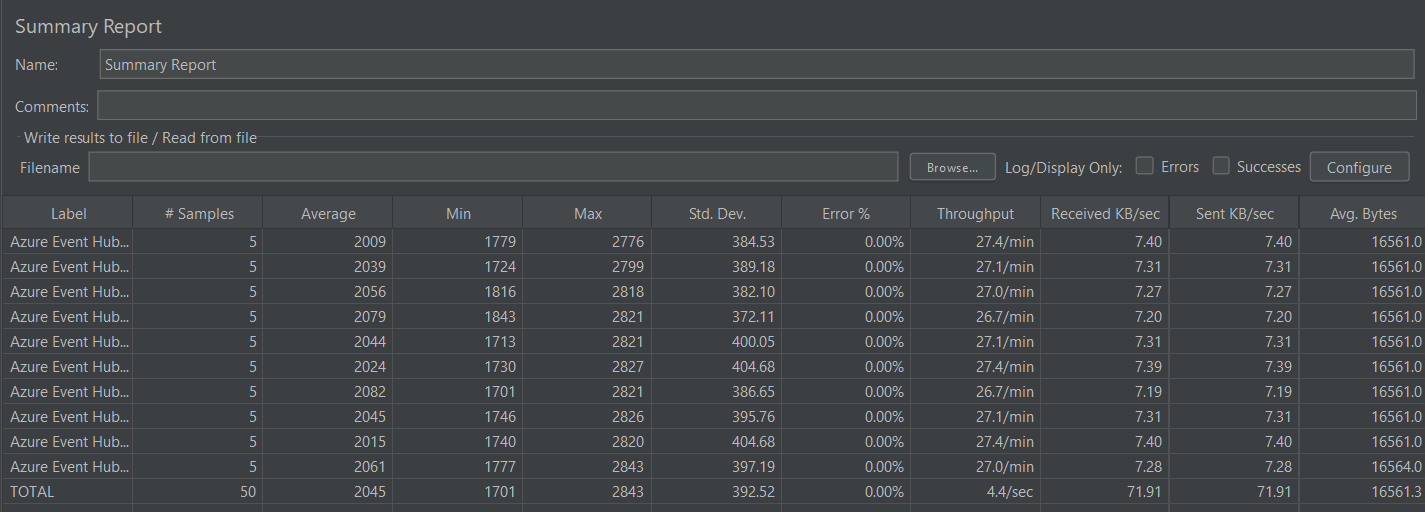 Summary Report
Name: Summary Report
Comments:
Write results to file / Read from file
Filename Browse... Log/Display Only: Errors Successes Configure
Label # Samples Average Min Max Std. Dev. Error % Throughput Received KB/sec Sent KB/sec Avg. Bytes
Azure Event Hub... 5 2009 1779 2776 384.53 0.00% 27.4/min 7.40 7.40 16561.0
Azure Event Hub... 5 2039 1724 2799 389.18 0.00% 27.1/min 7.31 7.31 16561.0
Azure Event Hub... 5 2056 1816 2818 382.10 0.00% 27.0/min 7.27 7.27 16561.0
Azure Event Hub... 5 2079 1843 2821 372.11 0.00% 26.7/min 7.20 7.20 16561.0
Azure Event Hub... 5 2044 1713 2821 400.05 0.00% 27.1/min 7.31 7.31 16561.0
Azure Event Hub... 5 2024 1730 2827 404.68 0.00% 27.4/min 7.39 7.39 16561.0
Azure Event Hub... 5 2082 1701 2821 386.65 0.00% 26.7/min 7.19 7.19 16561.0
Azure Event Hub... 5 2045 1746 2826 395.76 0.00% 27.1/min 7.31 7.31 16561.0
Azure Event Hub... 5 2015 1740 2820 404.68 0.00% 27.4/min 7.40 7.40 16561.0
Azure Event Hub... 5 2061 1777 2843 397.19 0.00% 27.0/min 7.28 7.28 16564.0
TOTAL 50 2045 1701 2843 392.52 0.00% 4.4/sec 71.91 71.91 16561.3